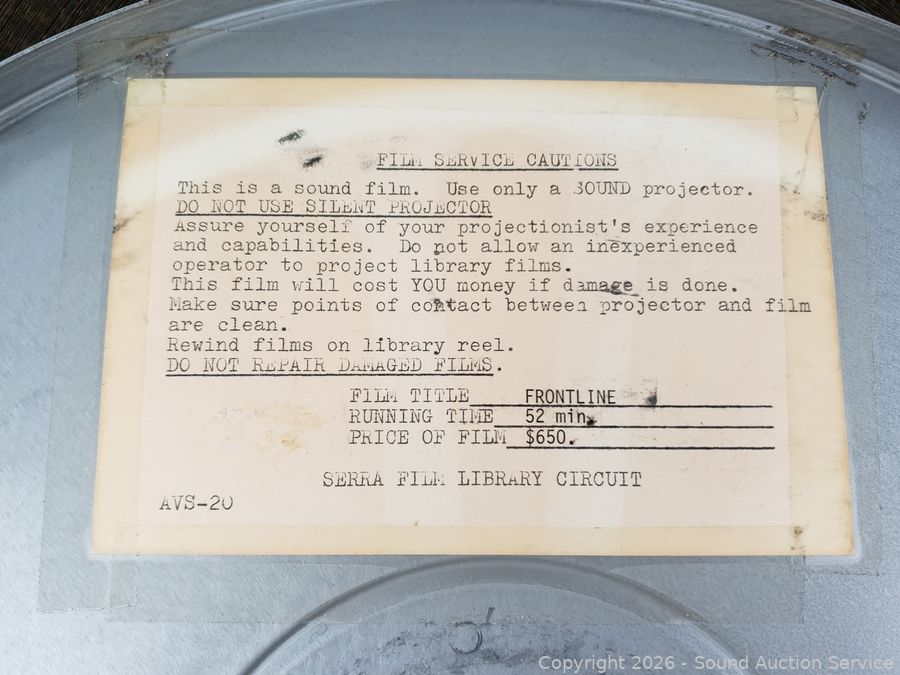 FILM SERVICE CAUTIONS
This is a sound film. Use only a SOUND projector.
DO NOT USE SILENT PROJECTOR
Assure yourself of your projectionist's experience
and capabilities. Do not allow an inexperienced
operator to project library films.
This film will cost YOU money if damage is done.
Make sure points of contact between projector and film
are clean.
Rewind films on library reel.
DO NOT REPAIR DAMAGED FILMS.
FILM TITLE FRONTLINE
RUNNING TIME 52 min.
PRICE OF FILM $650.
SERRA FILM LIBRARY CIRCUIT
AVS-20
Copyright 2026 - Sound Auction Service